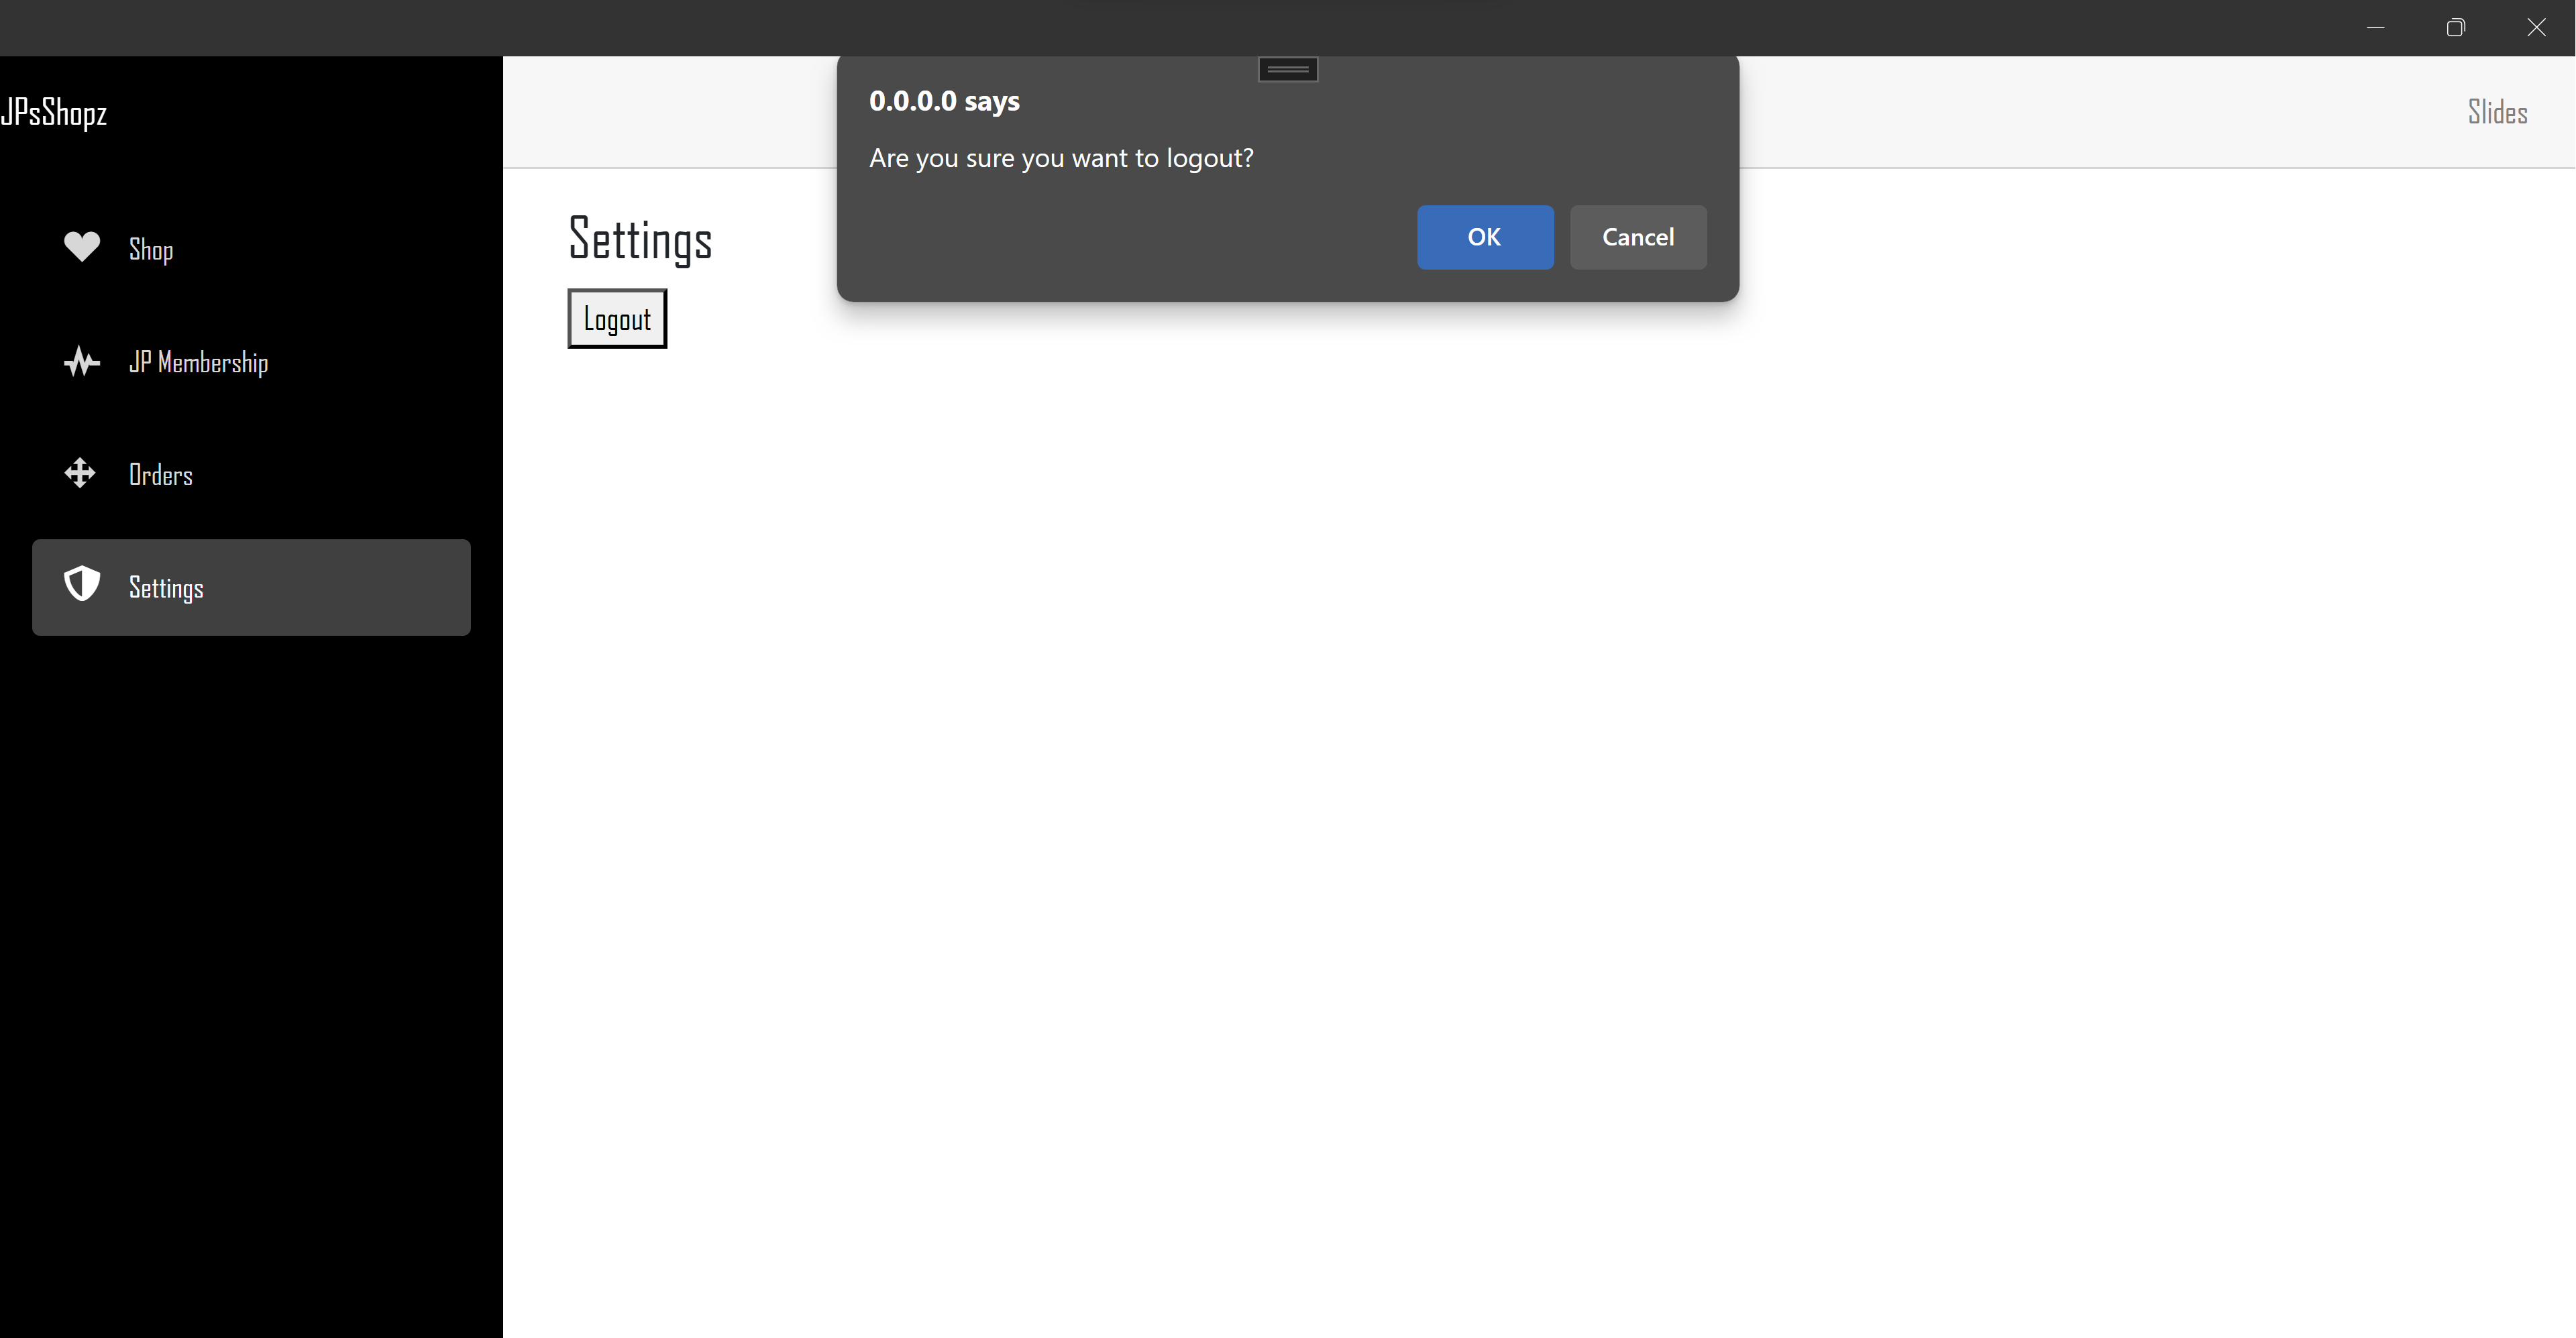 JPsShopz
Shop
JP Membership
Orders
Settings
0.0.0.0 says
Are you sure you want to logout?
OK
Cancel
Slides
Settings
Logout